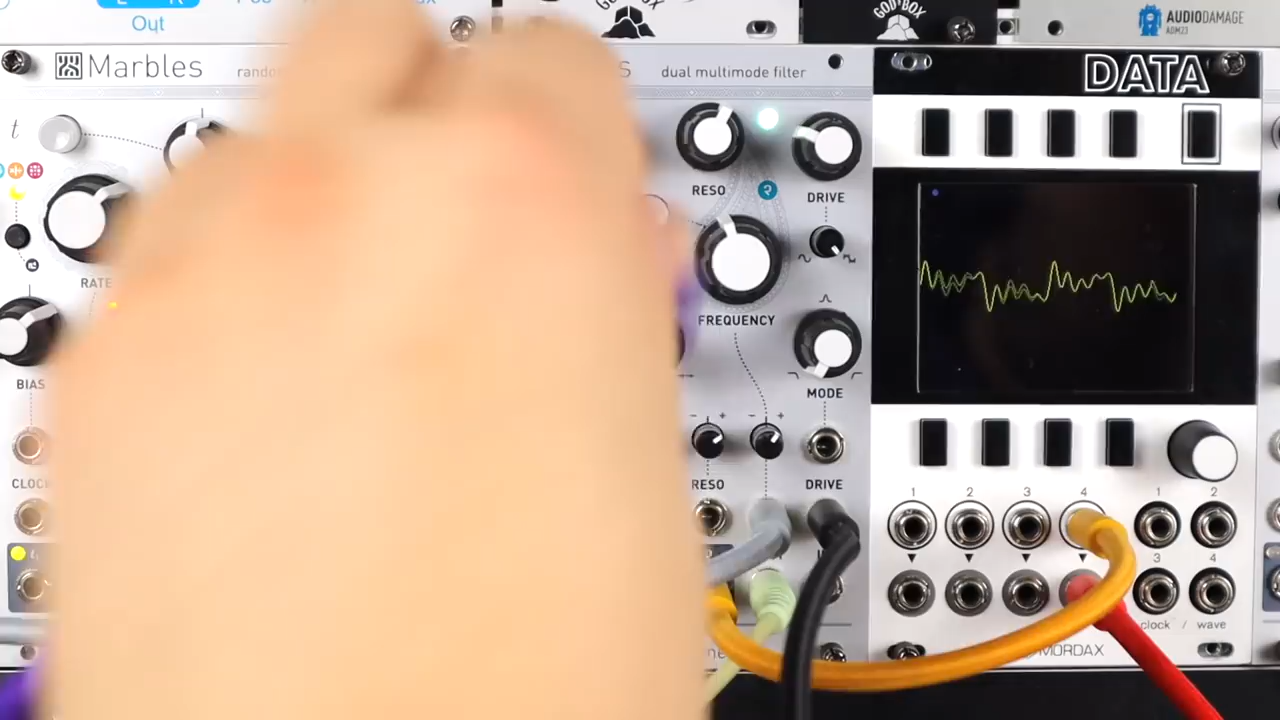 Out
GOD*BOX
GOD*BOX
AUDIODAMAGE
ADM23
Marbles
S
dual multimode filter
DATA
t
RESO
DRIVE
RATE
FREQUENCY
BIAS
MODE
- +
- +
CLOCK
RESO
DRIVE
1 2 3 4 1 2
3 4
clock / wave
MORDAX